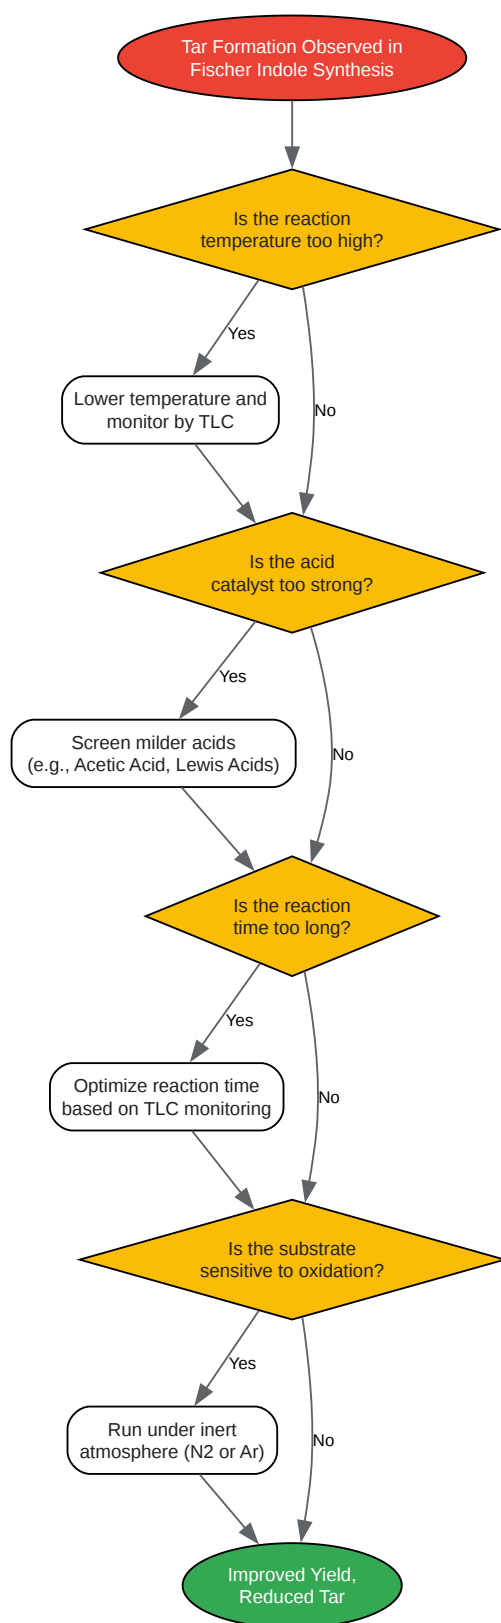 Tar Formation Observed in
Fischer Indole Synthesis
Is the reaction
temperature too high?
Yes
No
Lower temperature and
monitor by TLC
Is the acid
catalyst too strong?
Yes
No
Screen milder acids
(e.g., Acetic Acid, Lewis Acids)
Is the reaction
time too long?
Yes
No
Optimize reaction time
based on TLC monitoring
Is the substrate
sensitive to oxidation?
Yes
No
Run under inert
atmosphere (N2 or Ar)
Improved Yield,
Reduced Tar